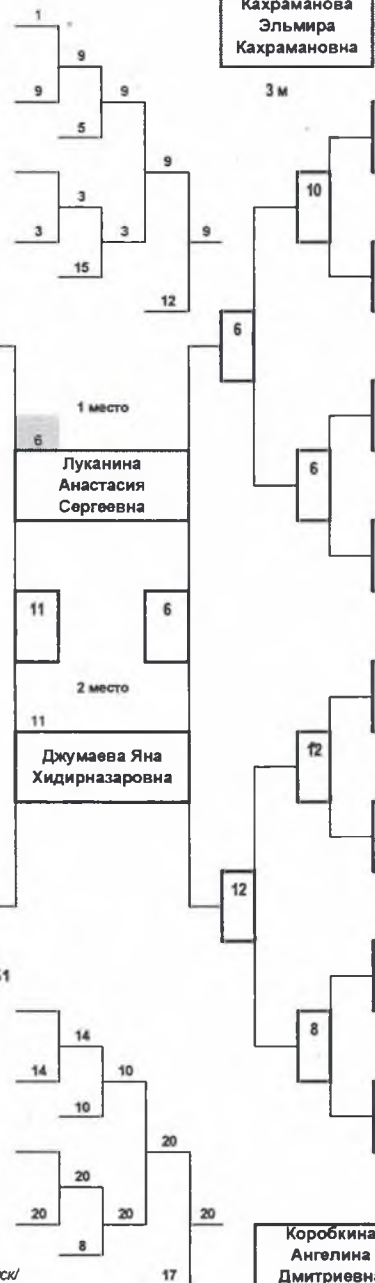 Кахраманова
Эльмира
Кахрамановна
1
9
9
9
5
3 м
9
10
3
3
3
9
15
12
6
1 место
6
6
Луканина
Анастасия
Сергеевна
11
6
2 место
11
12
Джумаева Яна
Хидирназаровна
12
14
8
14
10
10
20
20
20
20
20
8
17
Коробкина
Ангелина
Дмитриевна